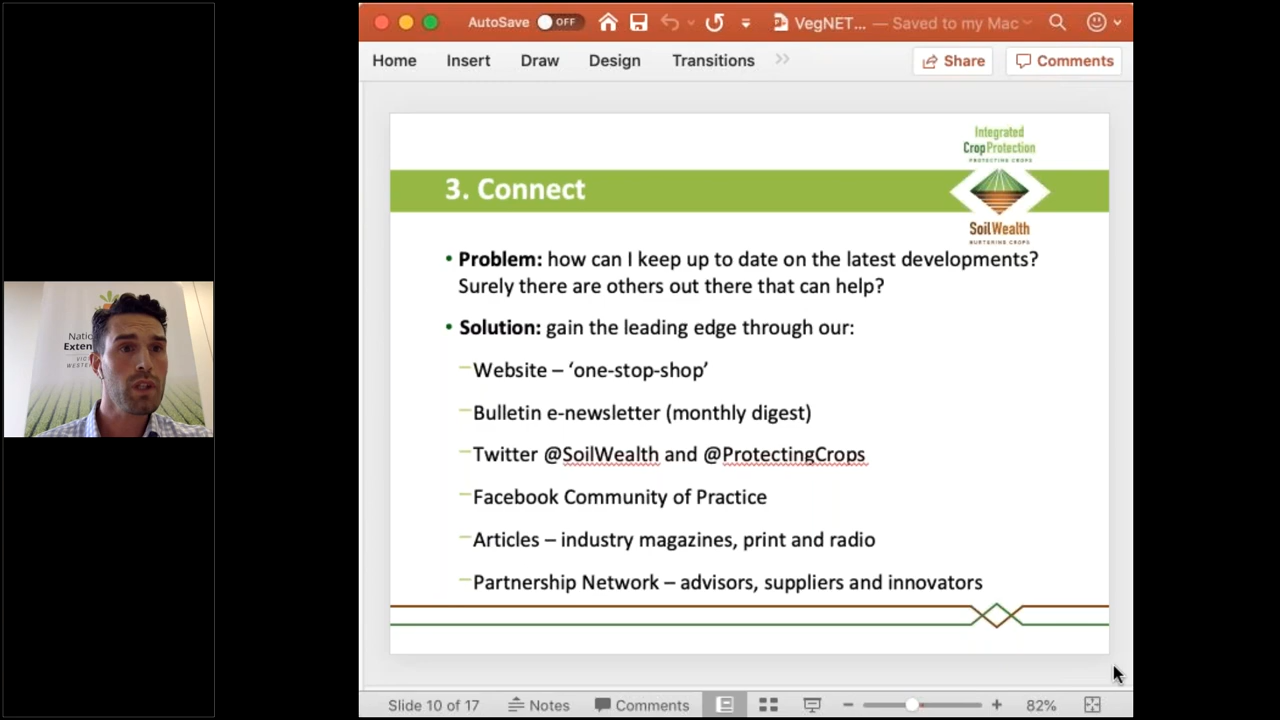 AutoSave OFF VegNET... — Saved to my Mac
Home Insert Draw Design Transitions Share Comments
Integrated
CropProtection
PROTECTING CROPS
3. Connect
SoilWealth
NURTURING CROPS
• Problem: how can I keep up to date on the latest developments?
Surely there are others out there that can help?
• Solution: gain the leading edge through our:
–Website – ‘one-stop-shop’
–Bulletin e-newsletter (monthly digest)
–Twitter @SoilWealth and @ProtectingCrops
–Facebook Community of Practice
–Articles – industry magazines, print and radio
–Partnership Network – advisors, suppliers and innovators
Natio
Exten
Slide 10 of 17 Notes Comments 82%